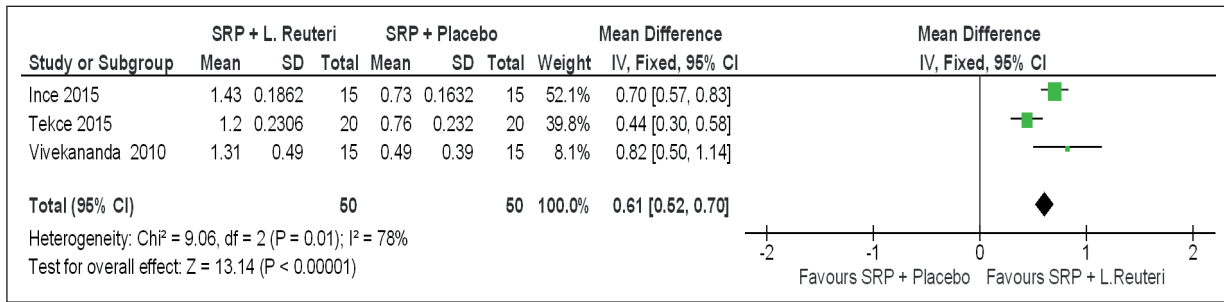 SRP + L. Reuteri SRP + Placebo Mean Difference Mean Difference
Study or Subgroup Mean SD Total Mean SD Total Weight IV, Fixed, 95% CI IV, Fixed, 95% CI
Ince 2015 1.43 0.1862 15 0.73 0.1632 15 52.1% 0.70 [0.57, 0.83]
Tekce 2015 1.2 0.2306 20 0.76 0.232 20 39.8% 0.44 [0.30, 0.58]
Vivekananda 2010 1.31 0.49 15 0.49 0.39 15 8.1% 0.82 [0.50, 1.14]
Total (95% CI) 50 50 100.0% 0.61 [0.52, 0.70]
Heterogeneity: Chi² = 9.06, df = 2 (P = 0.01); I² = 78%
Test for overall effect: Z = 13.14 (P < 0.00001)
-2 -1 0 1 2
Favours SRP + Placebo Favours SRP + L.Reuteri